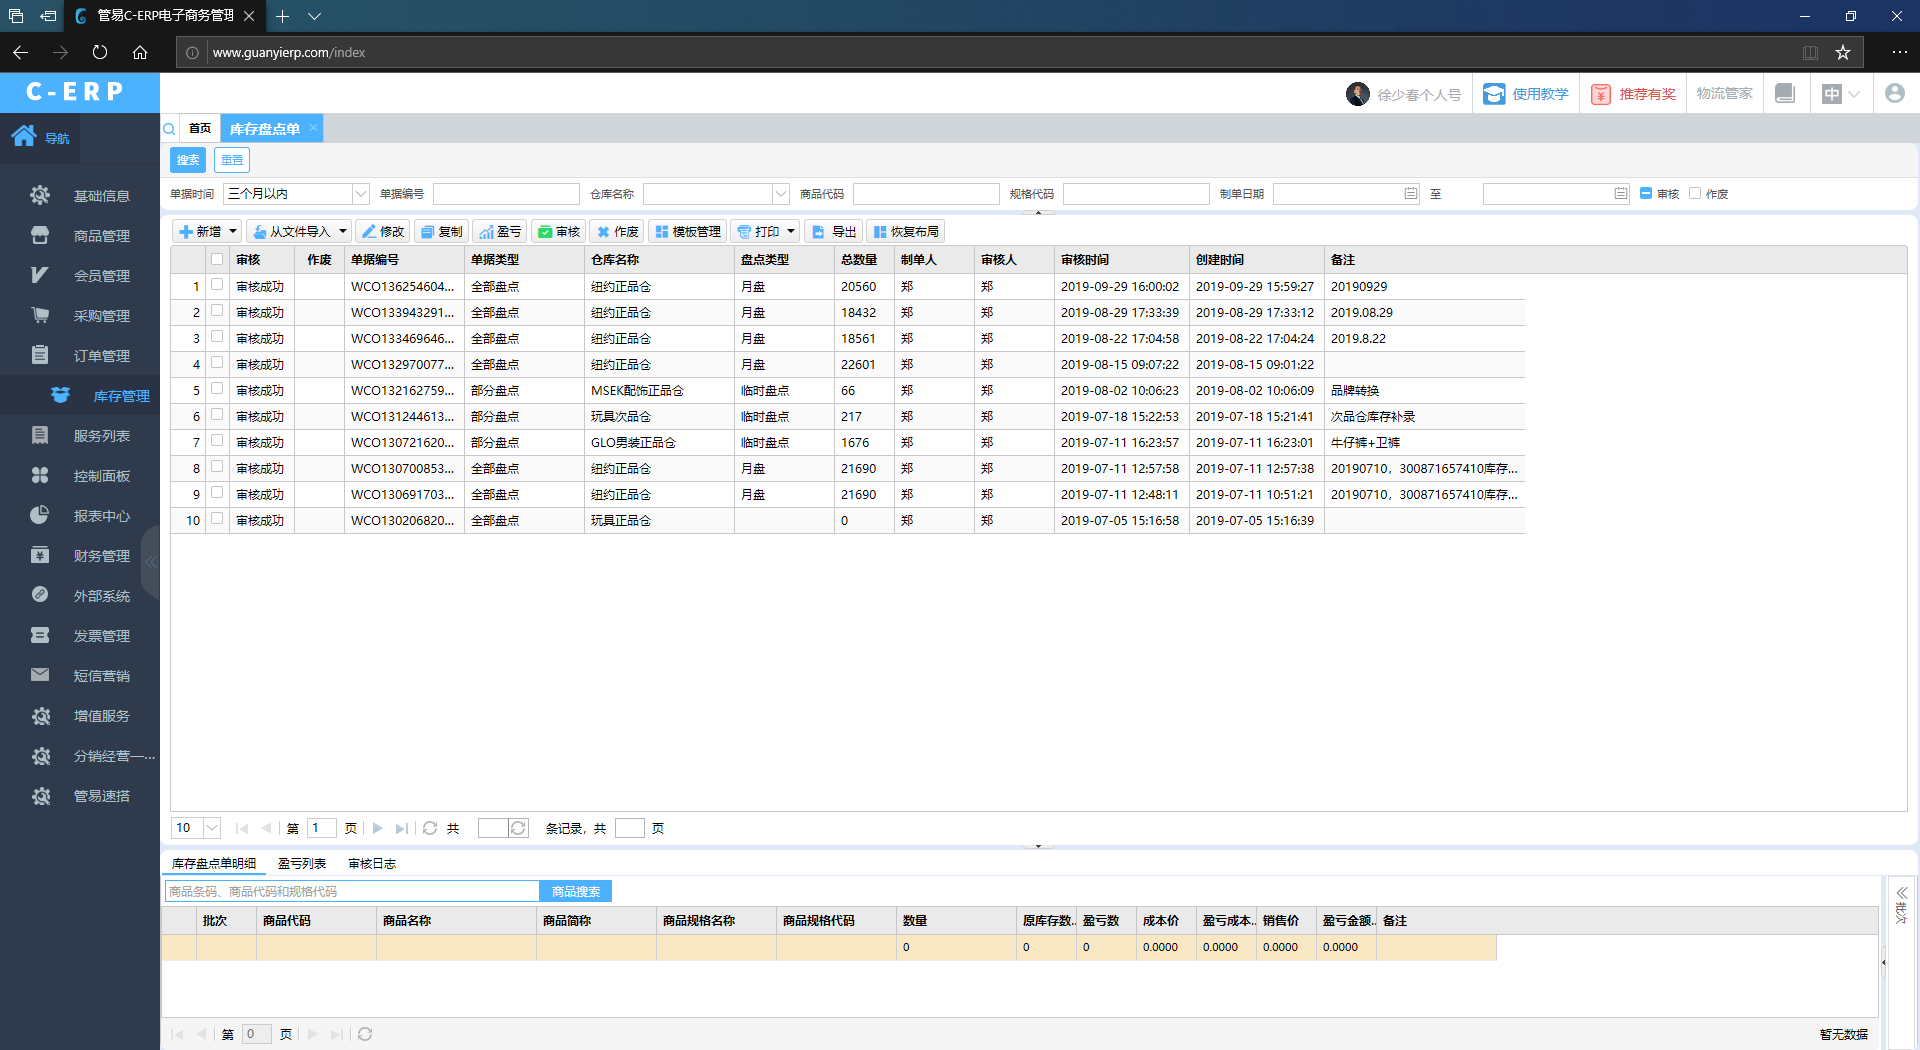 管易C-ERP电子商务管理
www.guanyierp.com/index
C-ERP
徐少春个人号
使用教学
推荐有奖
物流管家
中
导航
首页
库存盘点单
搜索
重置
单据时间 三个月以内 单据编号 仓库名称 商品代码 规格代码 制单日期 至 审核 作废
新增 从文件导入 修改 复制 盈亏 审核 作废 模板管理 打印 导出 恢复布局
审核 作废 单据编号 单据类型 仓库名称 盘点类型 总数量 制单人 审核人 审核时间 创建时间 备注
1 审核成功 WCO136254604... 全部盘点 纽约正品仓 月盘 20560 郑 郑 2019-09-29 16:00:02 2019-09-29 15:59:27 20190929
2 审核成功 WCO133943291... 全部盘点 纽约正品仓 月盘 18432 郑 郑 2019-08-29 17:33:39 2019-08-29 17:33:12 2019.08.29
3 审核成功 WCO133469646... 全部盘点 纽约正品仓 月盘 18561 郑 郑 2019-08-22 17:04:58 2019-08-22 17:04:24 2019.8.22
4 审核成功 WCO132970077... 全部盘点 纽约正品仓 月盘 22601 郑 郑 2019-08-15 09:07:22 2019-08-15 09:01:22
5 审核成功 WCO132162759... 部分盘点 MSEK配饰正品仓 临时盘点 66 郑 郑 2019-08-02 10:06:23 2019-08-02 10:06:09 品牌转换
6 审核成功 WCO131244613... 部分盘点 玩具次品仓 临时盘点 217 郑 郑 2019-07-18 15:22:53 2019-07-18 15:21:41 次品仓库存补录
7 审核成功 WCO130721620... 部分盘点 GLO男装正品仓 临时盘点 1676 郑 郑 2019-07-11 16:23:57 2019-07-11 16:23:01 牛仔裤+卫裤
8 审核成功 WCO130700853... 全部盘点 纽约正品仓 月盘 21690 郑 郑 2019-07-11 12:57:58 2019-07-11 12:57:38 20190710，300871657410库存...
9 审核成功 WCO130691703... 全部盘点 纽约正品仓 月盘 21690 郑 郑 2019-07-11 12:48:11 2019-07-11 10:51:21 20190710，300871657410库存...
10 审核成功 WCO130206820... 全部盘点 玩具正品仓 0 郑 郑 2019-07-05 15:16:58 2019-07-05 15:16:39
基础信息
商品管理
会员管理
采购管理
订单管理
库存管理
服务列表
控制面板
报表中心
财务管理
外部系统
发票管理
短信营销
增值服务
分销经营一...
管易速搭
10 第 1 页 共 条记录，共 页
库存盘点单明细 盈亏列表 审核日志
商品条码、商品代码和规格代码 商品搜索
批次 商品代码 商品名称 商品简称 商品规格名称 商品规格代码 数量 原库存数.. 盈亏数 成本价 盈亏成本.. 销售价 盈亏金额.. 备注
0 0 0 0.0000 0.0000 0.0000 0.0000
批次
第 0 页
暂无数据